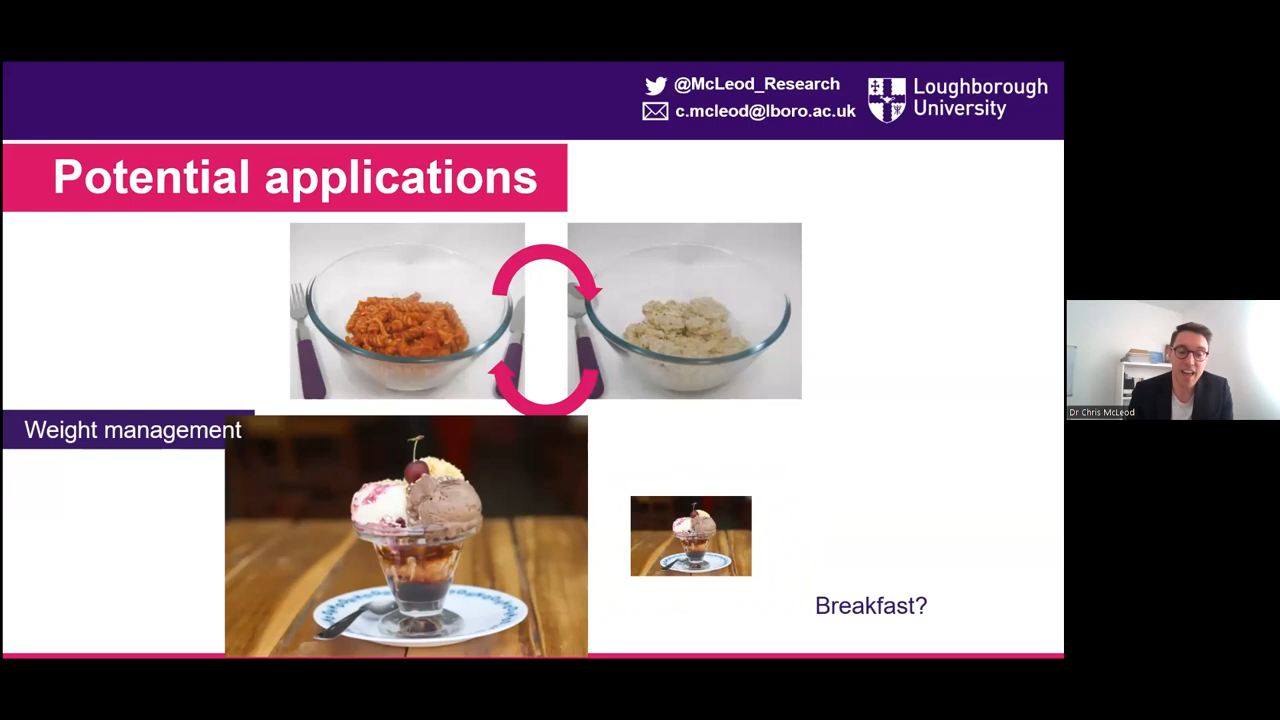 @McLeod_Research
c.mcleod@lboro.ac.uk
Loughborough
University
Potential applications
Weight management
Breakfast?
Dr Chris McLeod